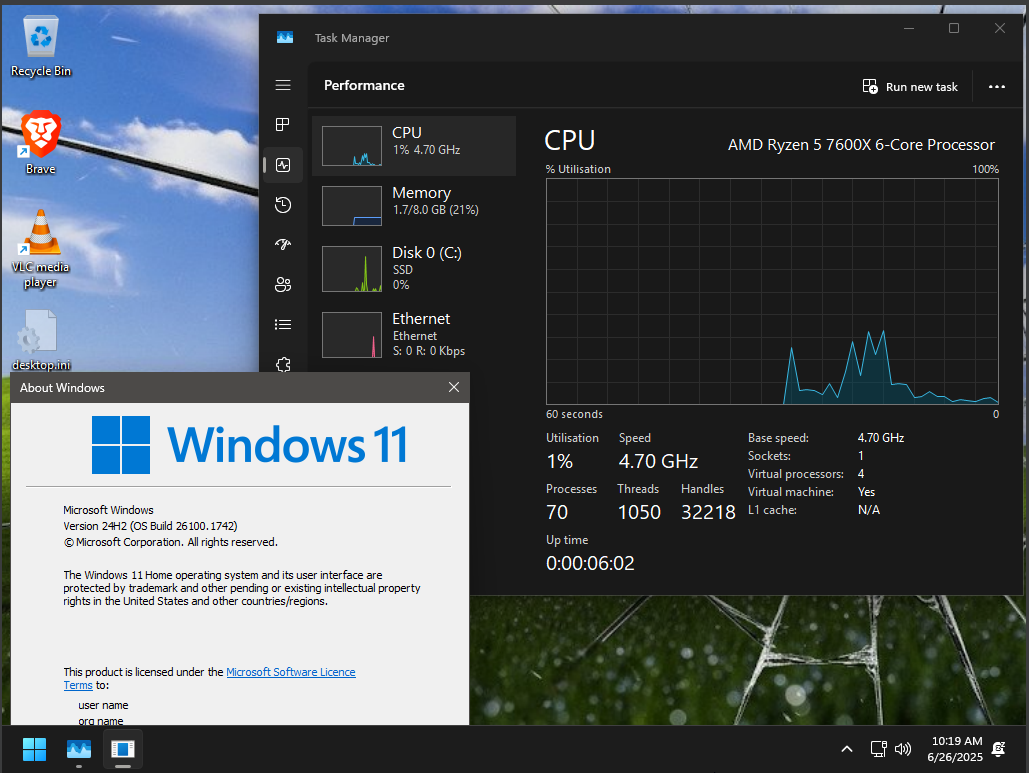 Recycle Bin
Brave
VLC media
player
desktop.ini
Task Manager
Performance
Run new task
CPU
1% 4.70 GHz
Memory
1.7/8.0 GB (21%)
Disk 0 (C:)
SSD
0%
Ethernet
Ethernet
S: 0 R: 0 Kbps
CPU
AMD Ryzen 5 7600X 6-Core Processor
% Utilisation
100%
60 seconds
0
Utilisation
Speed
1%
4.70 GHz
Processes
Threads
Handles
70
1050
32218
Up time
0:00:06:02
Base speed: 4.70 GHz
Sockets: 1
Virtual processors: 4
Virtual machine: Yes
L1 cache: N/A
About Windows
Windows 11
Microsoft Windows
Version 24H2 (OS Build 26100.1742)
© Microsoft Corporation. All rights reserved.
The Windows 11 Home operating system and its user interface are
protected by trademark and other pending or existing intellectual property
rights in the United States and other countries/regions.
This product is licensed under the Microsoft Software Licence
Terms to:
user name
org name
10:19 AM
6/26/2025